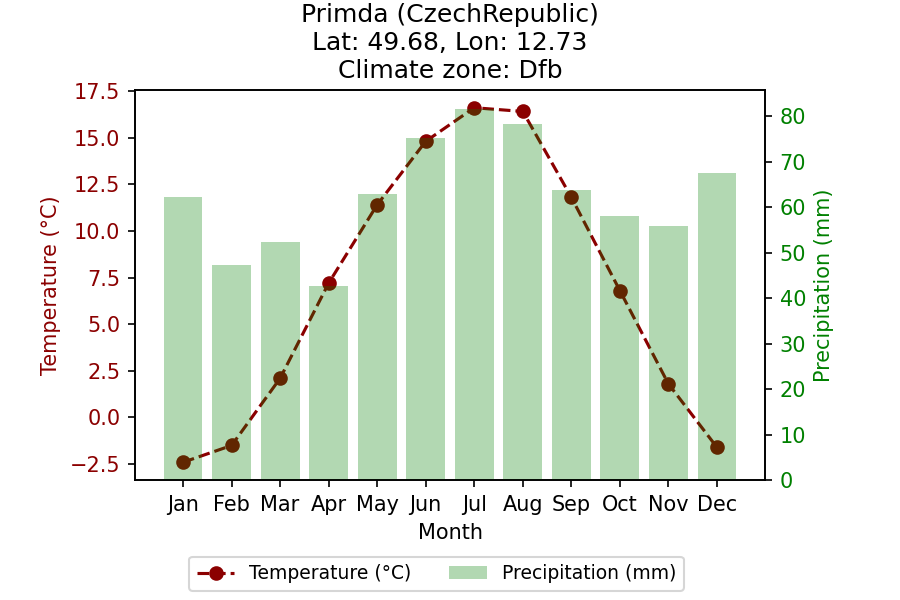 Primda (CzechRepublic)
Lat: 49.68, Lon: 12.73
Climate zone: Dfb
17.5
15.0
12.5
10.0
7.5
5.0
2.5
0.0
−2.5
Temperature (°C)
80
70
60
50
40
30
20
10
0
Precipitation (mm)
Jan Feb Mar Apr May Jun Jul Aug Sep Oct Nov Dec
Month
Temperature (°C) Precipitation (mm)